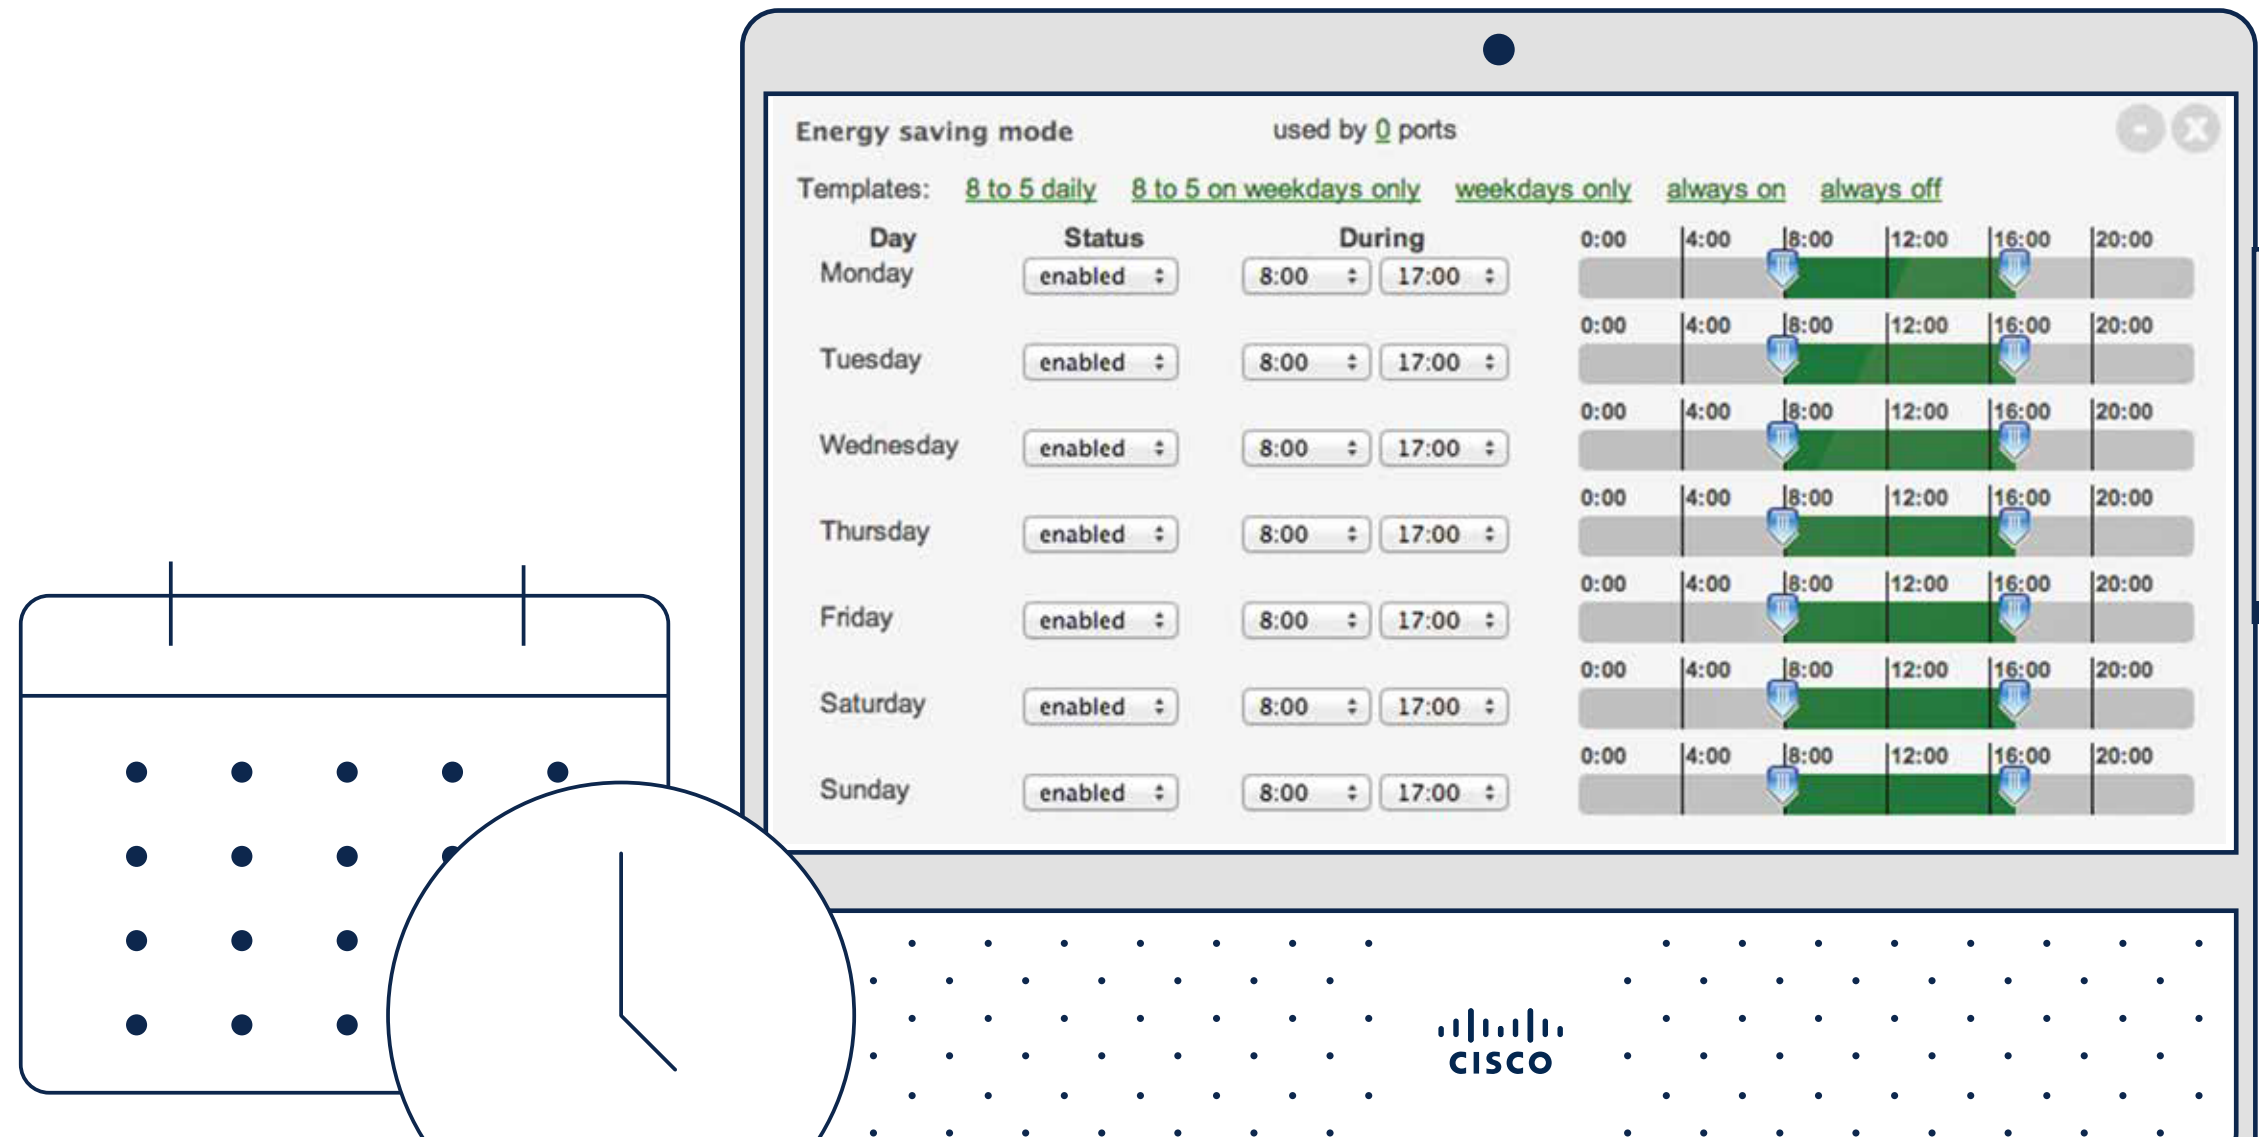 Energy saving mode used by 0 ports
Templates: 8 to 5 daily 8 to 5 on weekdays only weekdays only always on always off
Day Status During 0:00 4:00 8:00 12:00 16:00 20:00
Monday enabled 8:00 17:00
0:00 4:00 8:00 12:00 16:00 20:00
Tuesday enabled 8:00 17:00
0:00 4:00 8:00 12:00 16:00 20:00
Wednesday enabled 8:00 17:00
0:00 4:00 8:00 12:00 16:00 20:00
Thursday enabled 8:00 17:00
0:00 4:00 8:00 12:00 16:00 20:00
Friday enabled 8:00 17:00
0:00 4:00 8:00 12:00 16:00 20:00
Saturday enabled 8:00 17:00
0:00 4:00 8:00 12:00 16:00 20:00
Sunday enabled 8:00 17:00
CISCO